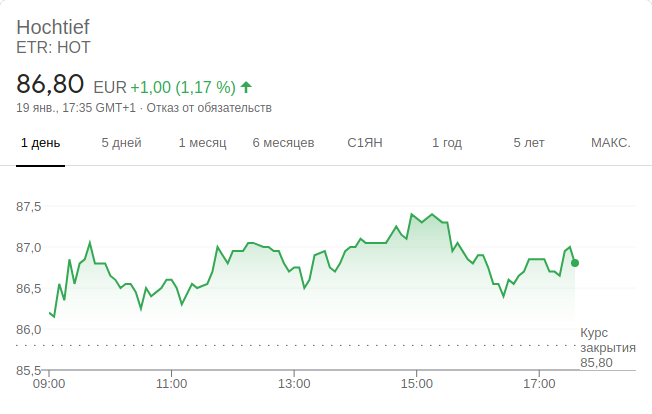 Hochtief
ETR: HOT
86,80 EUR +1,00 (1,17 %)
19 янв., 17:35 GMT+1 · Отказ от обязательств
1 день 5 дней 1 месяц 6 месяцев С1ЯН 1 год 5 лет МАКС.
87,5
87,0
86,5
86,0
Курс
закрытия
85,80
85,5
09:00 11:00 13:00 15:00 17:00